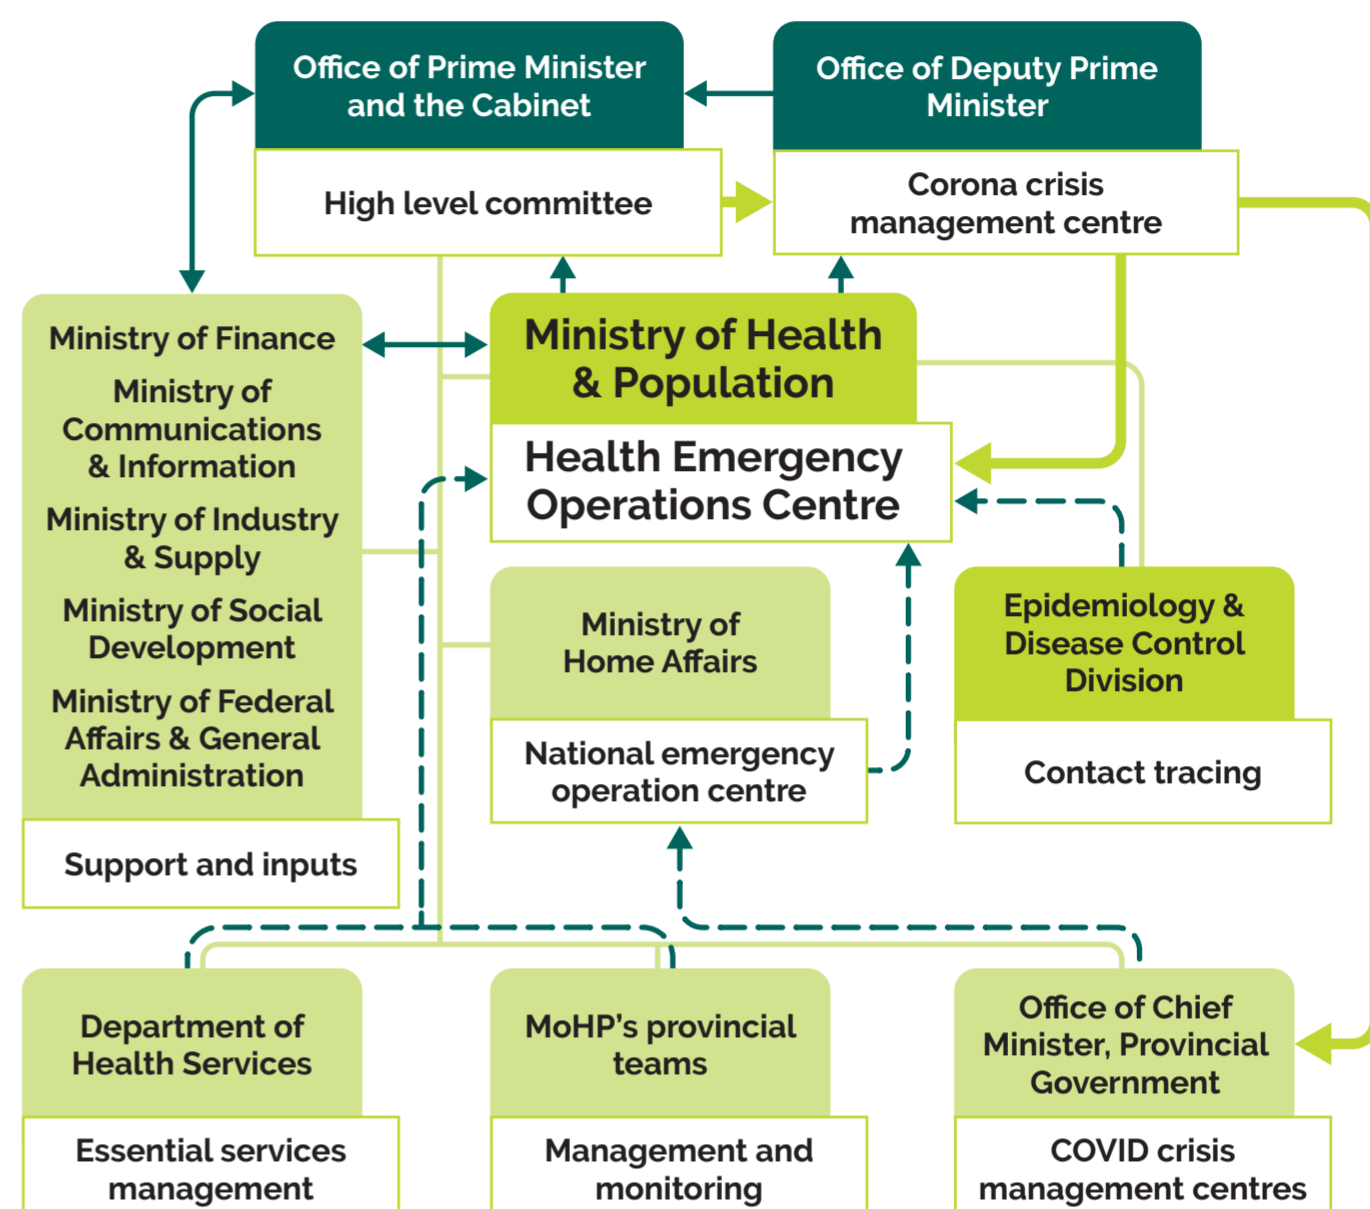 Office of Prime Minister
and the Cabinet
High level committee
Office of Deputy Prime
Minister
Corona crisis
management centre
Ministry of Finance
Ministry of
Communications
& Information
Ministry of Industry
& Supply
Ministry of Social
Development
Ministry of Federal
Affairs & General
Administration
Support and inputs
Ministry of Health
& Population
Health Emergency
Operations Centre
Ministry of
Home Affairs
National emergency
operation centre
Epidemiology &
Disease Control
Division
Contact tracing
Department of
Health Services
Essential services
management
MoHP’s provincial
teams
Management and
monitoring
Office of Chief
Minister, Provincial
Government
COVID crisis
management centres